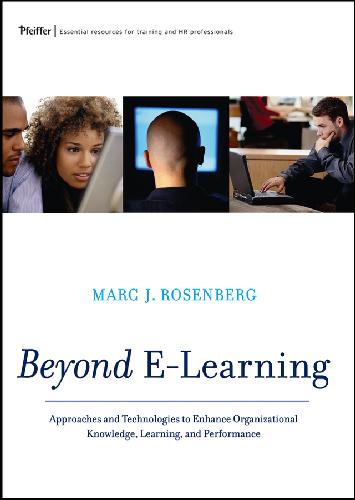 Pfeiffer | Essential resources for training and HR professionals
MARC J. ROSENBERG
Beyond E-Learning
Approaches and Technologies to Enhance Organizational
Knowledge, Learning, and Performance